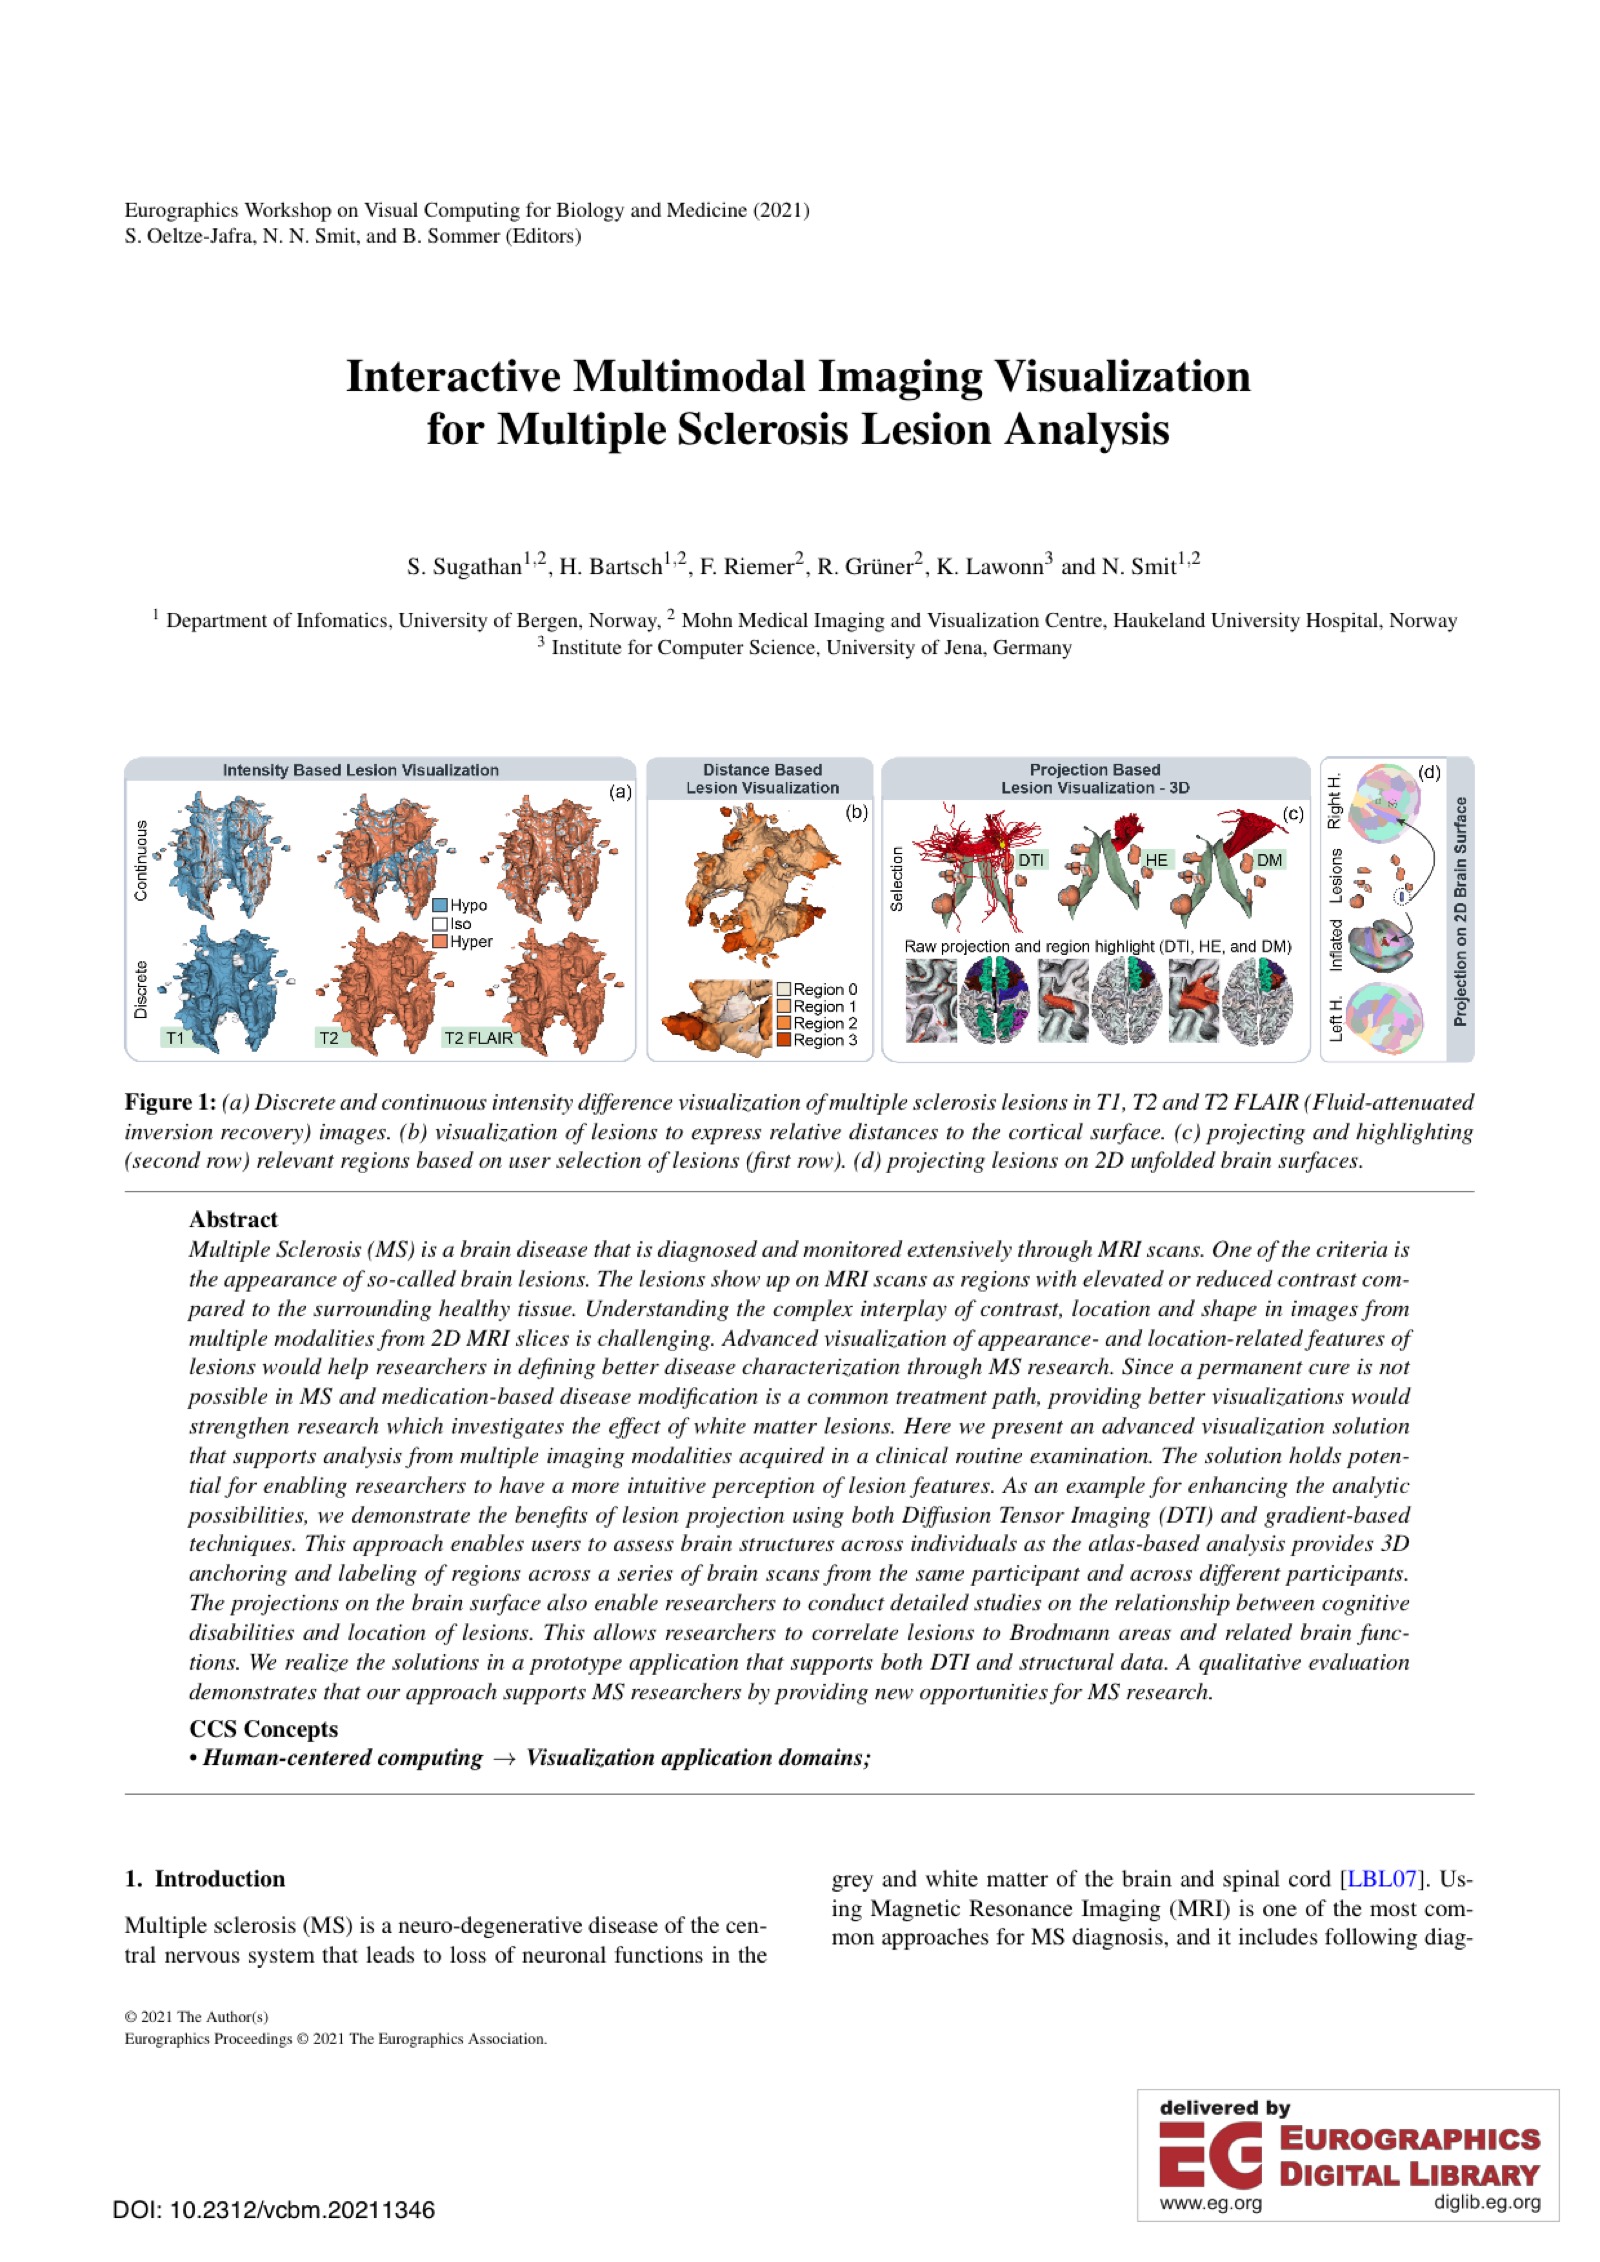 Eurographics Workshop on Visual Computing for Biology and Medicine (2021)
S. Oeltze-Jafra, N. N. Smit, and B. Sommer (Editors)
Interactive Multimodal Imaging Visualization
for Multiple Sclerosis Lesion Analysis
S. Sugathan1,2, H. Bartsch1,2, F. Riemer2, R. Grüner2, K. Lawonn3 and N. Smit1,2
1 Department of Infomatics, University of Bergen, Norway, 2 Mohn Medical Imaging and Visualization Centre, Haukeland University Hospital, Norway
3 Institute for Computer Science, University of Jena, Germany
Intensity Based Lesion Visualization
(a)
Continuous
Hypo
Iso
Hyper
Discrete
T1
T2
T2 FLAIR
Distance Based
Lesion Visualization
(b)
Region 0
Region 1
Region 2
Region 3
Projection Based
Lesion Visualization - 3D
(c)
Selection
DTI
HE
DM
Raw projection and region highlight (DTI, HE, and DM)
(d)
Right H.
Lesions
Inflated
Left H.
Projection on 2D Brain Surface
Figure 1: (a) Discrete and continuous intensity difference visualization of multiple sclerosis lesions in T1, T2 and T2 FLAIR (Fluid-attenuated
inversion recovery) images. (b) visualization of lesions to express relative distances to the cortical surface. (c) projecting and highlighting
(second row) relevant regions based on user selection of lesions (first row). (d) projecting lesions on 2D unfolded brain surfaces.
Abstract
Multiple Sclerosis (MS) is a brain disease that is diagnosed and monitored extensively through MRI scans. One of the criteria is
the appearance of so-called brain lesions. The lesions show up on MRI scans as regions with elevated or reduced contrast com-
pared to the surrounding healthy tissue. Understanding the complex interplay of contrast, location and shape in images from
multiple modalities from 2D MRI slices is challenging. Advanced visualization of appearance- and location-related features of
lesions would help researchers in defining better disease characterization through MS research. Since a permanent cure is not
possible in MS and medication-based disease modification is a common treatment path, providing better visualizations would
strengthen research which investigates the effect of white matter lesions. Here we present an advanced visualization solution
that supports analysis from multiple imaging modalities acquired in a clinical routine examination. The solution holds poten-
tial for enabling researchers to have a more intuitive perception of lesion features. As an example for enhancing the analytic
possibilities, we demonstrate the benefits of lesion projection using both Diffusion Tensor Imaging (DTI) and gradient-based
techniques. This approach enables users to assess brain structures across individuals as the atlas-based analysis provides 3D
anchoring and labeling of regions across a series of brain scans from the same participant and across different participants.
The projections on the brain surface also enable researchers to conduct detailed studies on the relationship between cognitive
disabilities and location of lesions. This allows researchers to correlate lesions to Brodmann areas and related brain func-
tions. We realize the solutions in a prototype application that supports both DTI and structural data. A qualitative evaluation
demonstrates that our approach supports MS researchers by providing new opportunities for MS research.
CCS Concepts
• Human-centered computing → Visualization application domains;
1. Introduction
Multiple sclerosis (MS) is a neuro-degenerative disease of the cen-
tral nervous system that leads to loss of neuronal functions in the
grey and white matter of the brain and spinal cord [LBL07]. Us-
ing Magnetic Resonance Imaging (MRI) is one of the most com-
mon approaches for MS diagnosis, and it includes following diag-
© 2021 The Author(s)
Eurographics Proceedings © 2021 The Eurographics Association.
delivered by
EG EUROGRAPHICS
DIGITAL LIBRARY
www.eg.org diglib.eg.org
DOI: 10.2312/vcbm.20211346